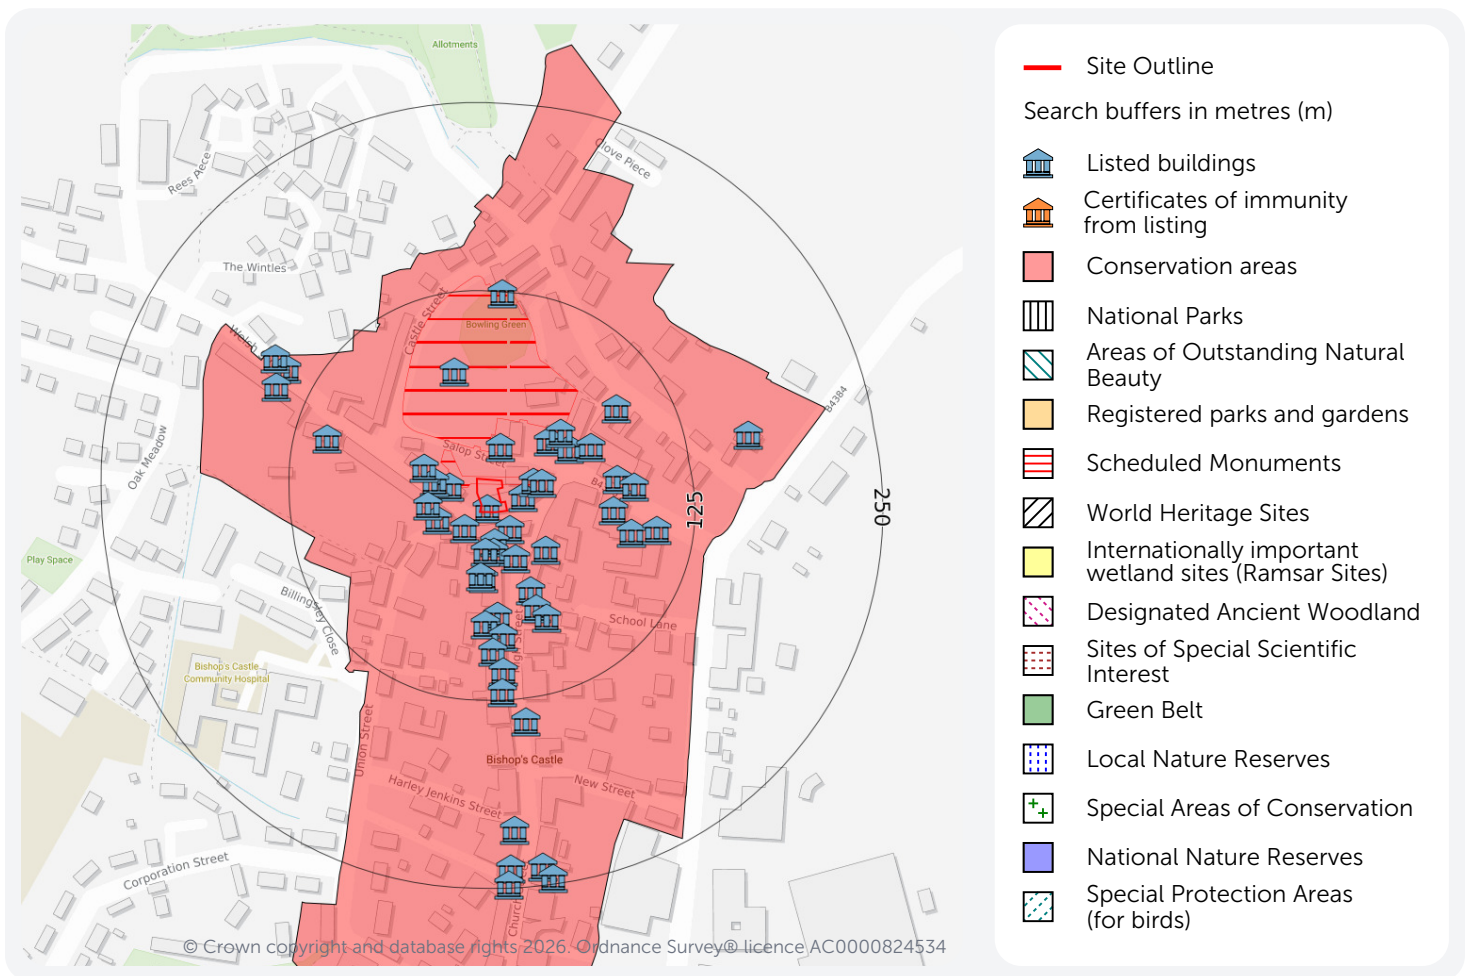 Allotments
Clove Piece
Rees Acece
The Wintles
Castle Street
Bowling Green
Welsh
B4384
Oak Meadow
Salop Street
B4
125
250
Play Space
Billingsley Close
School Lane
Bishop's Castle
Community Hospital
Union Street
Bishop's Castle
Harley Jenkins Street
New Street
Corporation Street
Church
© Crown copyright and database rights 2026. Ordnance Survey® licence AC0000824534
Site Outline
Search buffers in metres (m)
Listed buildings
Certificates of immunity
from listing
Conservation areas
National Parks
Areas of Outstanding Natural
Beauty
Registered parks and gardens
Scheduled Monuments
World Heritage Sites
Internationally important
wetland sites (Ramsar Sites)
Designated Ancient Woodland
Sites of Special Scientific
Interest
Green Belt
Local Nature Reserves
Special Areas of Conservation
National Nature Reserves
Special Protection Areas
(for birds)